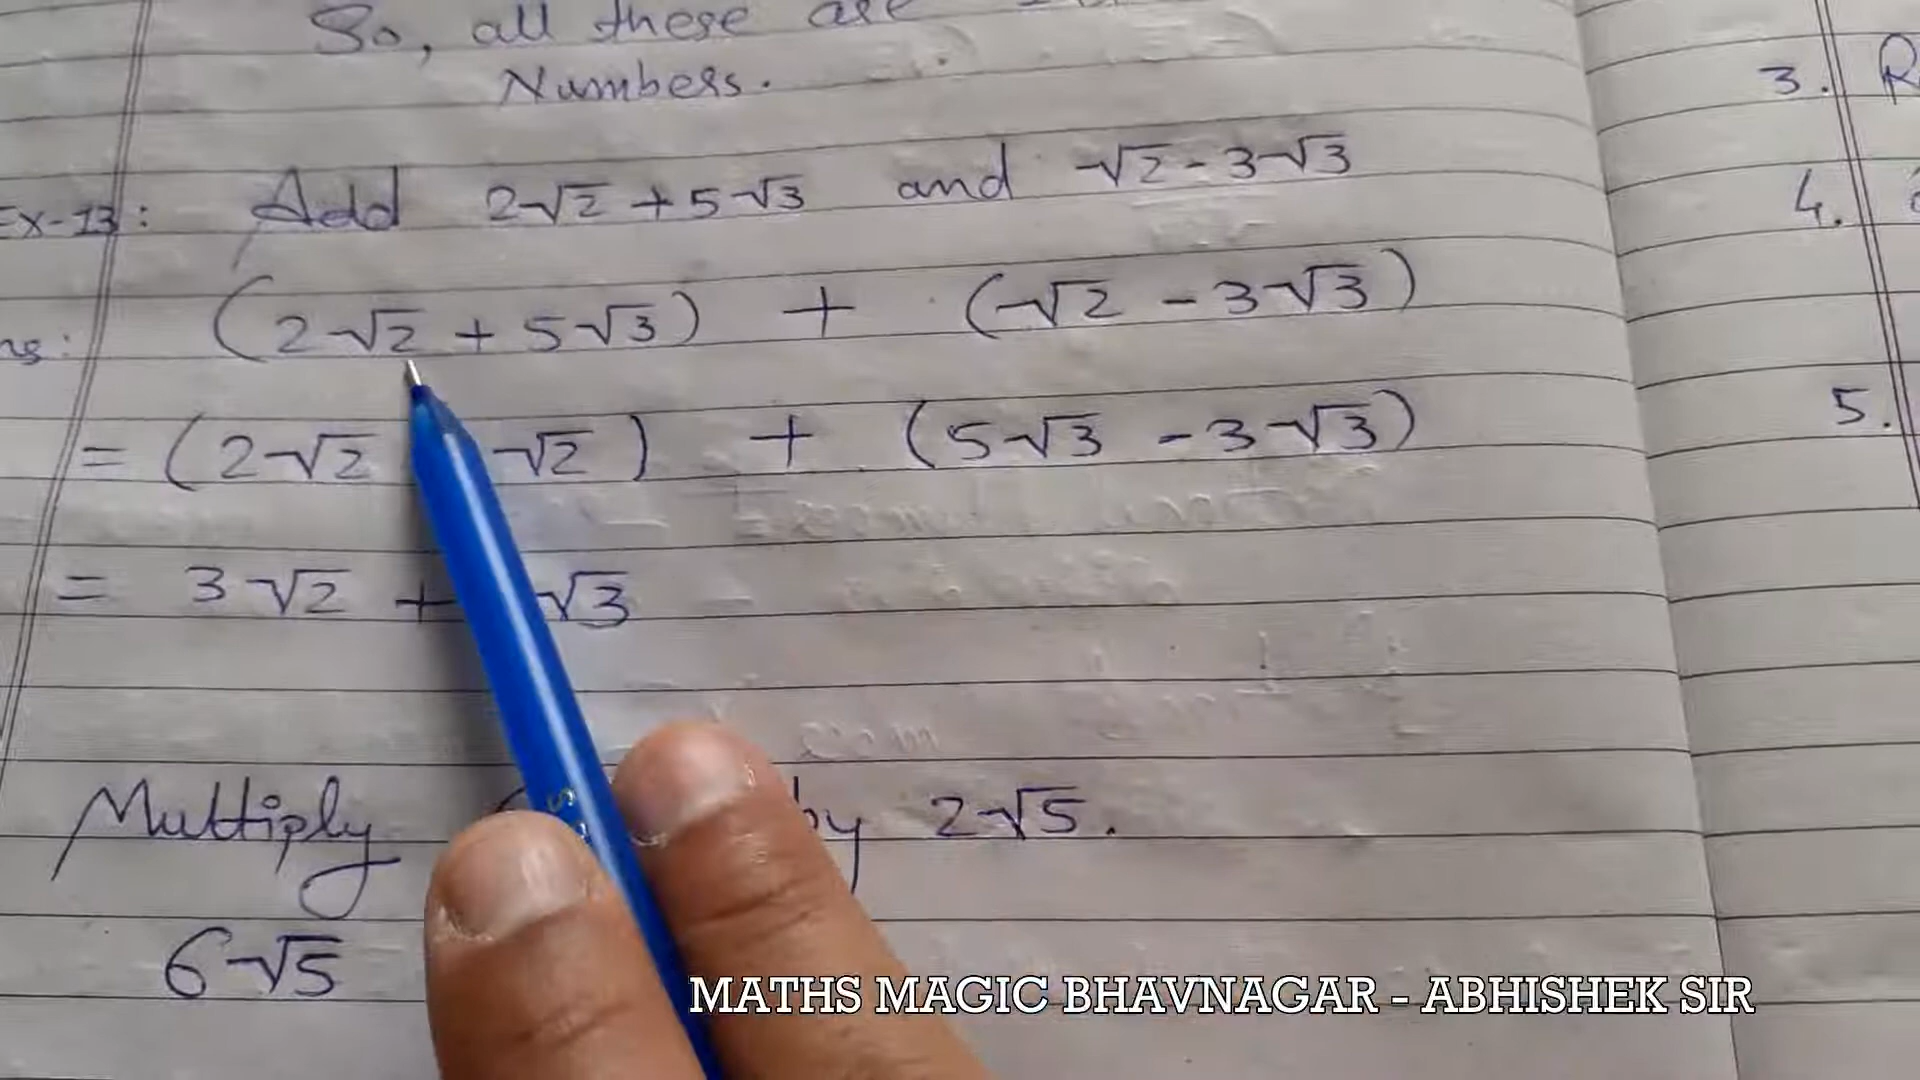 So, all these are
Numbers.
Ex-13: Add 2√2 + 5√3 and √2 - 3√3
(2√2 + 5√3) + (√2 - 3√3)
= (2√2 √2) + (5√3 - 3√3)
= 3√2 + √3
Multiply by 2√5.
6√5
3. R
4.
5.
MATHS MAGIC BHAVNAGAR - ABHISHEK SIR